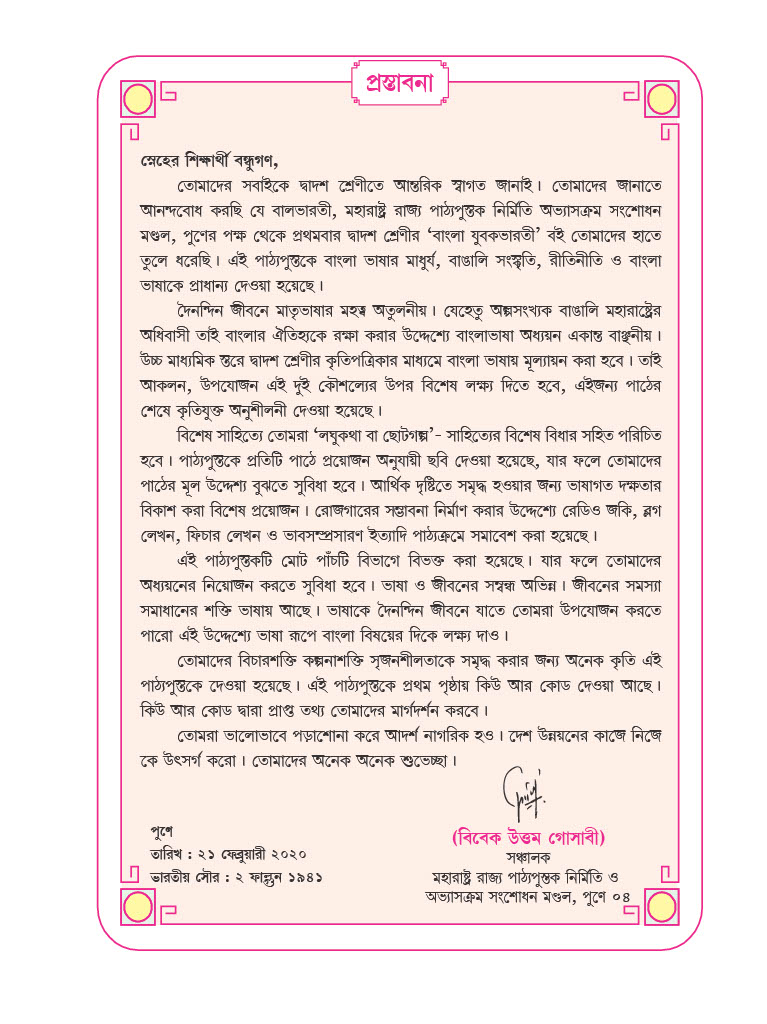 প্রস্তাবনা
স্নেহের শিক্ষার্থী বন্ধুগণ,
তোমাদের সবাইকে দ্বাদশ শ্রেণীতে আন্তরিক স্বাগত জানাই। তোমাদের জানাতে
আনন্দবোধ করছি যে বালভারতী, মহারাষ্ট্র রাজ্য পাঠ্যপুস্তক নির্মিতি অভ্যাসক্রম সংশোধন
মণ্ডল, পুণের পক্ষ থেকে প্রথমবার দ্বাদশ শ্রেণীর ‘বাংলা যুবকভারতী’ বই তোমাদের হাতে
তুলে ধরেছি। এই পাঠ্যপুস্তকে বাংলা ভাষার মাধুর্য, বাঙালি সংস্কৃতি, রীতিনীতি ও বাংলা
ভাষাকে প্রাধান্য দেওয়া হয়েছে।
দৈনন্দিন জীবনে মাতৃভাষার মহত্ব অতুলনীয়। যেহেতু অল্পসংখ্যক বাঙালি মহারাষ্ট্রের
অধিবাসী তাই বাংলার ঐতিহ্যকে রক্ষা করার উদ্দেশ্যে বাংলাভাষা অধ্যয়ন একান্ত বাঞ্ছনীয়।
উচ্চ মাধ্যমিক স্তরে দ্বাদশ শ্রেণীর কৃতিপত্রিকার মাধ্যমে বাংলা ভাষায় মূল্যায়ন করা হবে। তাই
আকলন, উপযোজন এই দুই কৌশল্যের উপর বিশেষ লক্ষ্য দিতে হবে, এইজন্য পাঠের
শেষে কৃতিযুক্ত অনুশীলনী দেওয়া হয়েছে।
বিশেষ সাহিত্যে তোমরা ‘লঘুকথা বা ছোটগল্প’- সাহিত্যের বিশেষ বিধার সহিত পরিচিত
হবে। পাঠ্যপুস্তকে প্রতিটি পাঠে প্রয়োজন অনুযায়ী ছবি দেওয়া হয়েছে, যার ফলে তোমাদের
পাঠের মূল উদ্দেশ্য বুঝতে সুবিধা হবে। আর্থিক দৃষ্টিতে সমৃদ্ধ হওয়ার জন্য ভাষাগত দক্ষতার
বিকাশ করা বিশেষ প্রয়োজন। রোজগারের সম্ভাবনা নির্মাণ করার উদ্দেশ্যে রেডিও জকি, ব্লগ
লেখন, ফিচার লেখন ও ভাবসম্প্রসারণ ইত্যাদি পাঠ্যক্রমে সমাবেশ করা হয়েছে।
এই পাঠ্যপুস্তকটি মোট পাঁচটি বিভাগে বিভক্ত করা হয়েছে। যার ফলে তোমাদের
অধ্যয়নের নিয়োজন করতে সুবিধা হবে। ভাষা ও জীবনের সম্বন্ধ অভিন্ন। জীবনের সমস্যা
সমাধানের শক্তি ভাষায় আছে। ভাষাকে দৈনন্দিন জীবনে যাতে তোমরা উপযোজন করতে
পারো এই উদ্দেশ্যে ভাষা রূপে বাংলা বিষয়ের দিকে লক্ষ্য দাও।
তোমাদের বিচারশক্তি কল্পনাশক্তি সৃজনশীলতাকে সমৃদ্ধ করার জন্য অনেক কৃতি এই
পাঠ্যপুস্তকে দেওয়া হয়েছে। এই পাঠ্যপুস্তকে প্রথম পৃষ্ঠায় কিউ আর কোড দেওয়া আছে।
কিউ আর কোড দ্বারা প্রাপ্ত তথ্য তোমাদের মার্গদর্শন করবে।
তোমরা ভালোভাবে পড়াশোনা করে আদর্শ নাগরিক হও। দেশ উন্নয়নের কাজে নিজে
কে উৎসর্গ করো। তোমাদের অনেক অনেক শুভেচ্ছা।
পুণে
তারিখ : ২১ ফেব্রুয়ারী ২০২০
ভারতীয় সৌর : ২ ফাল্গুন ১৯৪১
(বিবেক উত্তম গোসাবী)
সঞ্চালক
মহারাষ্ট্র রাজ্য পাঠ্যপুস্তক নির্মিতি ও
অভ্যাসক্রম সংশোধন মণ্ডল, পুণে ০৪